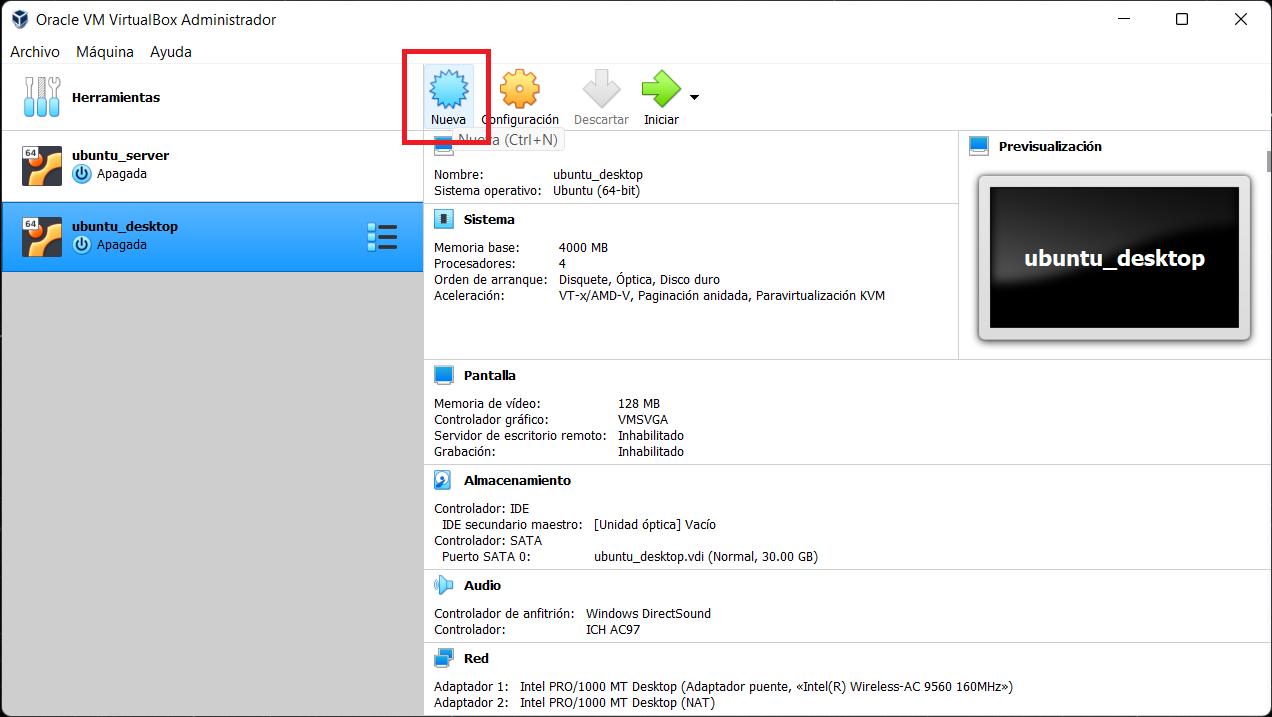 Oracle VM VirtualBox Administrador
Archivo Máquina Ayuda
Herramientas
Nueva Configuración Descartar Iniciar
Nueva (Ctrl+N)
64 ubuntu_server
Apagada
64 ubuntu_desktop
Apagada
Nombre: ubuntu_desktop
Sistema operativo: Ubuntu (64-bit)
Sistema
Memoria base: 4000 MB
Procesadores: 4
Orden de arranque: Disquete, Óptica, Disco duro
Aceleración: VT-x/AMD-V, Paginación anidada, Paravirtualización KVM
Previsualización
ubuntu_desktop
Pantalla
Memoria de vídeo: 128 MB
Controlador gráfico: VMSVGA
Servidor de escritorio remoto: Inhabilitado
Grabación: Inhabilitado
Almacenamiento
Controlador: IDE
IDE secundario maestro: [Unidad óptica] Vacío
Controlador: SATA
Puerto SATA 0: ubuntu_desktop.vdi (Normal, 30.00 GB)
Audio
Controlador de anfitrión: Windows DirectSound
Controlador: ICH AC97
Red
Adaptador 1: Intel PRO/1000 MT Desktop (Adaptador puente, «Intel(R) Wireless-AC 9560 160MHz»)
Adaptador 2: Intel PRO/1000 MT Desktop (NAT)